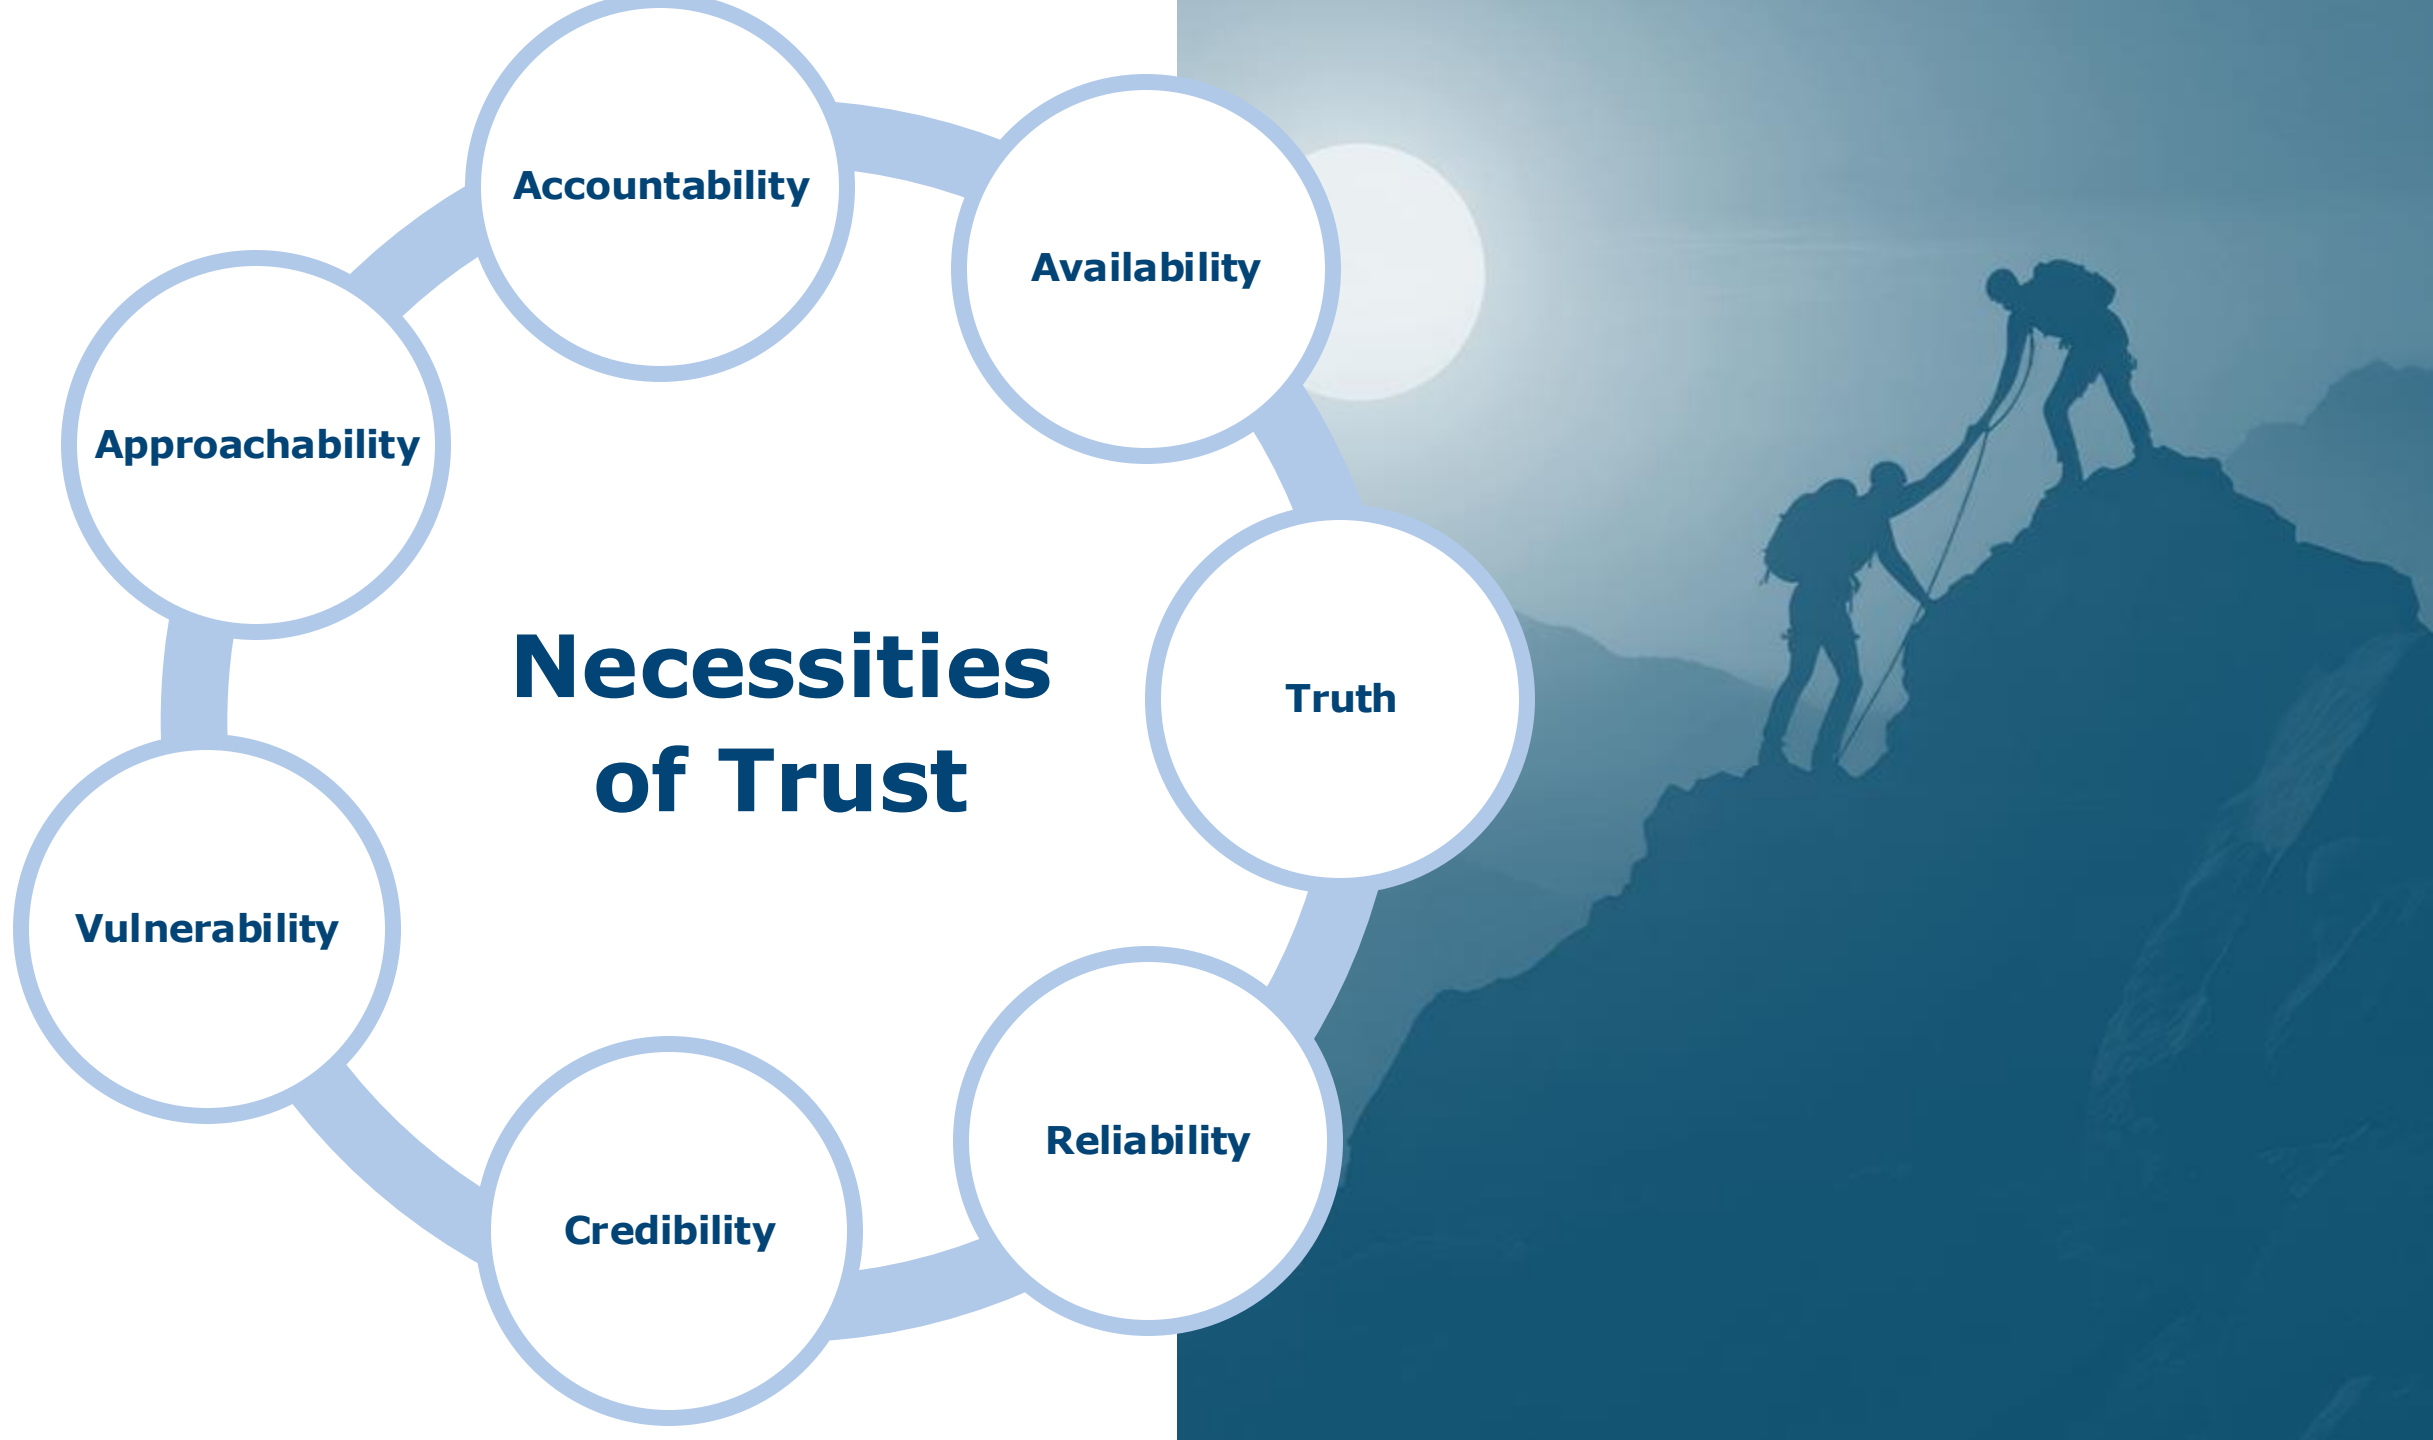 Accountability
Availability
Approachability
Necessities
of Trust
Truth
Vulnerability
Reliability
Credibility